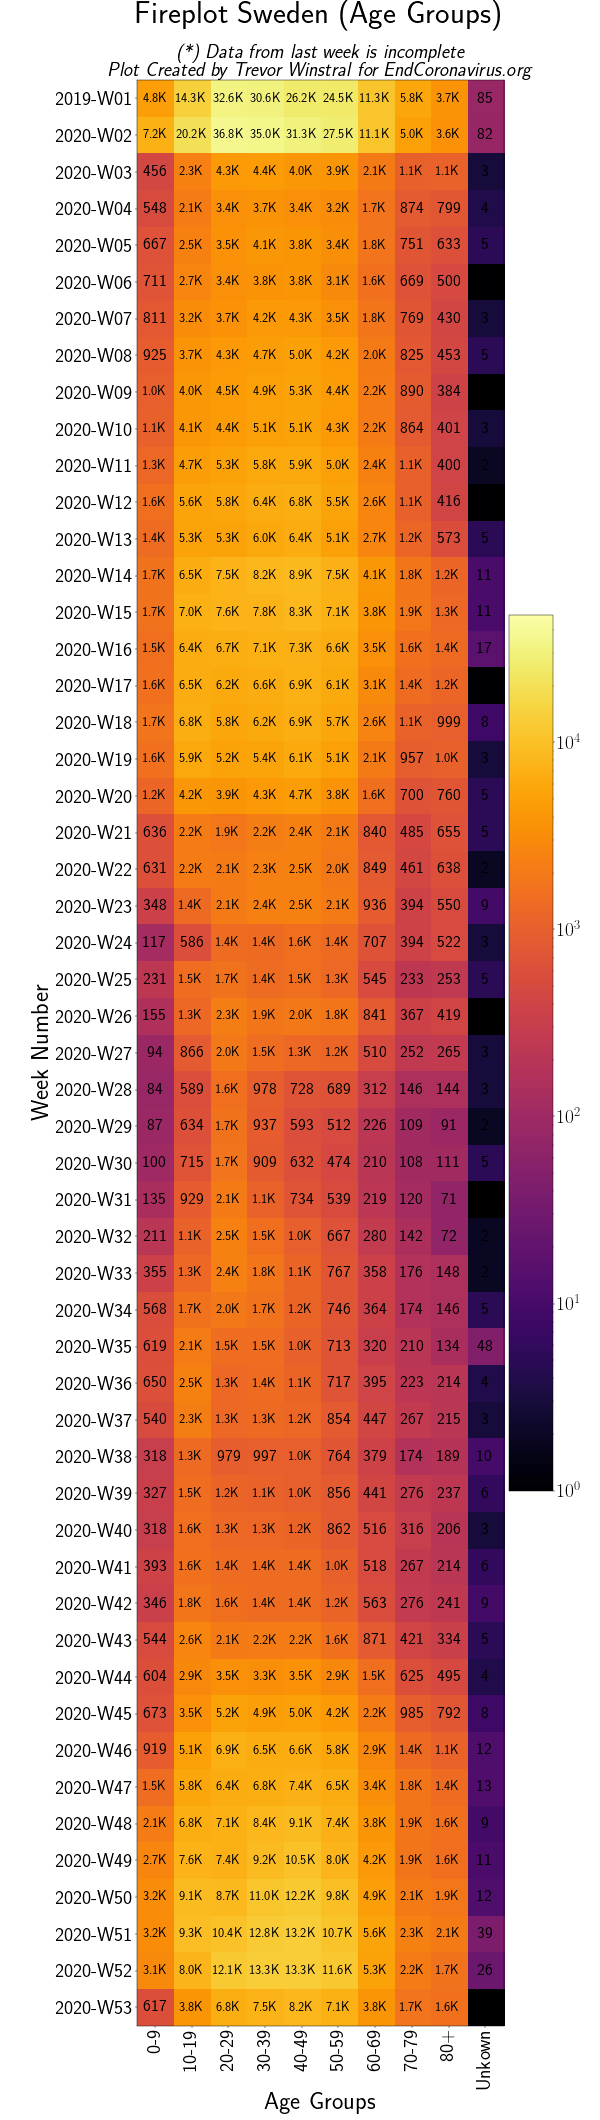 Fireplot Sweden (Age Groups)
(*) Data from last week is incomplete
Plot Created by Trevor Winstral for EndCoronavirus.org
2019-W01 4.8K 14.3K 32.6K 30.6K 26.2K 24.5K 11.3K 5.8K 3.7K 85
2020-W02 7.2K 20.2K 36.8K 35.0K 31.3K 27.5K 11.1K 5.0K 3.6K 82
2020-W03 456 2.3K 4.3K 4.4K 4.0K 3.9K 2.1K 1.1K 1.1K 3
2020-W04 548 2.1K 3.4K 3.7K 3.4K 3.2K 1.7K 874 799 4
2020-W05 667 2.5K 3.5K 4.1K 3.8K 3.4K 1.8K 751 633 5
2020-W06 711 2.7K 3.4K 3.8K 3.8K 3.1K 1.6K 669 500
2020-W07 811 3.2K 3.7K 4.2K 4.3K 3.5K 1.8K 769 430 3
2020-W08 925 3.7K 4.3K 4.7K 5.0K 4.2K 2.0K 825 453 5
2020-W09 1.0K 4.0K 4.5K 4.9K 5.3K 4.4K 2.2K 890 384
2020-W10 1.1K 4.1K 4.4K 5.1K 5.1K 4.3K 2.2K 864 401 3
2020-W11 1.3K 4.7K 5.3K 5.8K 5.9K 5.0K 2.4K 1.1K 400 2
2020-W12 1.6K 5.6K 5.8K 6.4K 6.8K 5.5K 2.6K 1.1K 416
2020-W13 1.4K 5.3K 5.3K 6.0K 6.4K 5.1K 2.7K 1.2K 573 5
2020-W14 1.7K 6.5K 7.5K 8.2K 8.9K 7.5K 4.1K 1.8K 1.2K 11
2020-W15 1.7K 7.0K 7.6K 7.8K 8.3K 7.1K 3.8K 1.9K 1.3K 11
2020-W16 1.5K 6.4K 6.7K 7.1K 7.3K 6.6K 3.5K 1.6K 1.4K 17
2020-W17 1.6K 6.5K 6.2K 6.6K 6.9K 6.1K 3.1K 1.4K 1.2K
2020-W18 1.7K 6.8K 5.8K 6.2K 6.9K 5.7K 2.6K 1.1K 999 8
2020-W19 1.6K 5.9K 5.2K 5.4K 6.1K 5.1K 2.1K 957 1.0K 3
2020-W20 1.2K 4.2K 3.9K 4.3K 4.7K 3.8K 1.6K 700 760 5
2020-W21 636 2.2K 1.9K 2.2K 2.4K 2.1K 840 485 655 5
2020-W22 631 2.2K 2.1K 2.3K 2.5K 2.0K 849 461 638 2
2020-W23 348 1.4K 2.1K 2.4K 2.5K 2.1K 936 394 550 9
2020-W24 117 586 1.4K 1.4K 1.6K 1.4K 707 394 522 3
2020-W25 231 1.5K 1.7K 1.4K 1.5K 1.3K 545 233 253 5
2020-W26 155 1.3K 2.3K 1.9K 2.0K 1.8K 841 367 419
2020-W27 94 866 2.0K 1.5K 1.3K 1.2K 510 252 265 3
2020-W28 84 589 1.6K 978 728 689 312 146 144 3
2020-W29 87 634 1.7K 937 593 512 226 109 91 2
2020-W30 100 715 1.7K 909 632 474 210 108 111 5
2020-W31 135 929 2.1K 1.1K 734 539 219 120 71
2020-W32 211 1.1K 2.5K 1.5K 1.0K 667 280 142 72 2
2020-W33 355 1.3K 2.4K 1.8K 1.1K 767 358 176 148 2
2020-W34 568 1.7K 2.0K 1.7K 1.2K 746 364 174 146 5
2020-W35 619 2.1K 1.5K 1.5K 1.0K 713 320 210 134 48
2020-W36 650 2.5K 1.3K 1.4K 1.1K 717 395 223 214 4
2020-W37 540 2.3K 1.3K 1.3K 1.2K 854 447 267 215 3
2020-W38 318 1.3K 979 997 1.0K 764 379 174 189 10
2020-W39 327 1.5K 1.2K 1.1K 1.0K 856 441 276 237 6
2020-W40 318 1.6K 1.3K 1.3K 1.2K 862 516 316 206 3
2020-W41 393 1.6K 1.4K 1.4K 1.4K 1.0K 518 267 214 6
2020-W42 346 1.8K 1.6K 1.4K 1.4K 1.2K 563 276 241 9
2020-W43 544 2.6K 2.1K 2.2K 2.2K 1.6K 871 421 334 5
2020-W44 604 2.9K 3.5K 3.3K 3.5K 2.9K 1.5K 625 495 4
2020-W45 673 3.5K 5.2K 4.9K 5.0K 4.2K 2.2K 985 792 8
2020-W46 919 5.1K 6.9K 6.5K 6.6K 5.8K 2.9K 1.4K 1.1K 12
2020-W47 1.5K 5.8K 6.4K 6.8K 7.4K 6.5K 3.4K 1.8K 1.4K 13
2020-W48 2.1K 6.8K 7.1K 8.4K 9.1K 7.4K 3.8K 1.9K 1.6K 9
2020-W49 2.7K 7.6K 7.4K 9.2K 10.5K 8.0K 4.2K 1.9K 1.6K 11
2020-W50 3.2K 9.1K 8.7K 11.0K 12.2K 9.8K 4.9K 2.1K 1.9K 12
2020-W51 3.2K 9.3K 10.4K 12.8K 13.2K 10.7K 5.6K 2.3K 2.1K 39
2020-W52 3.1K 8.0K 12.1K 13.3K 13.3K 11.6K 5.3K 2.2K 1.7K 26
2020-W53 617 3.8K 6.8K 7.5K 8.2K 7.1K 3.8K 1.7K 1.6K
0-9 10-19 20-29 30-39 40-49 50-59 60-69 70-79 80+ Unkown
Age Groups
Week Number
10⁴
10³
10²
10¹
10⁰